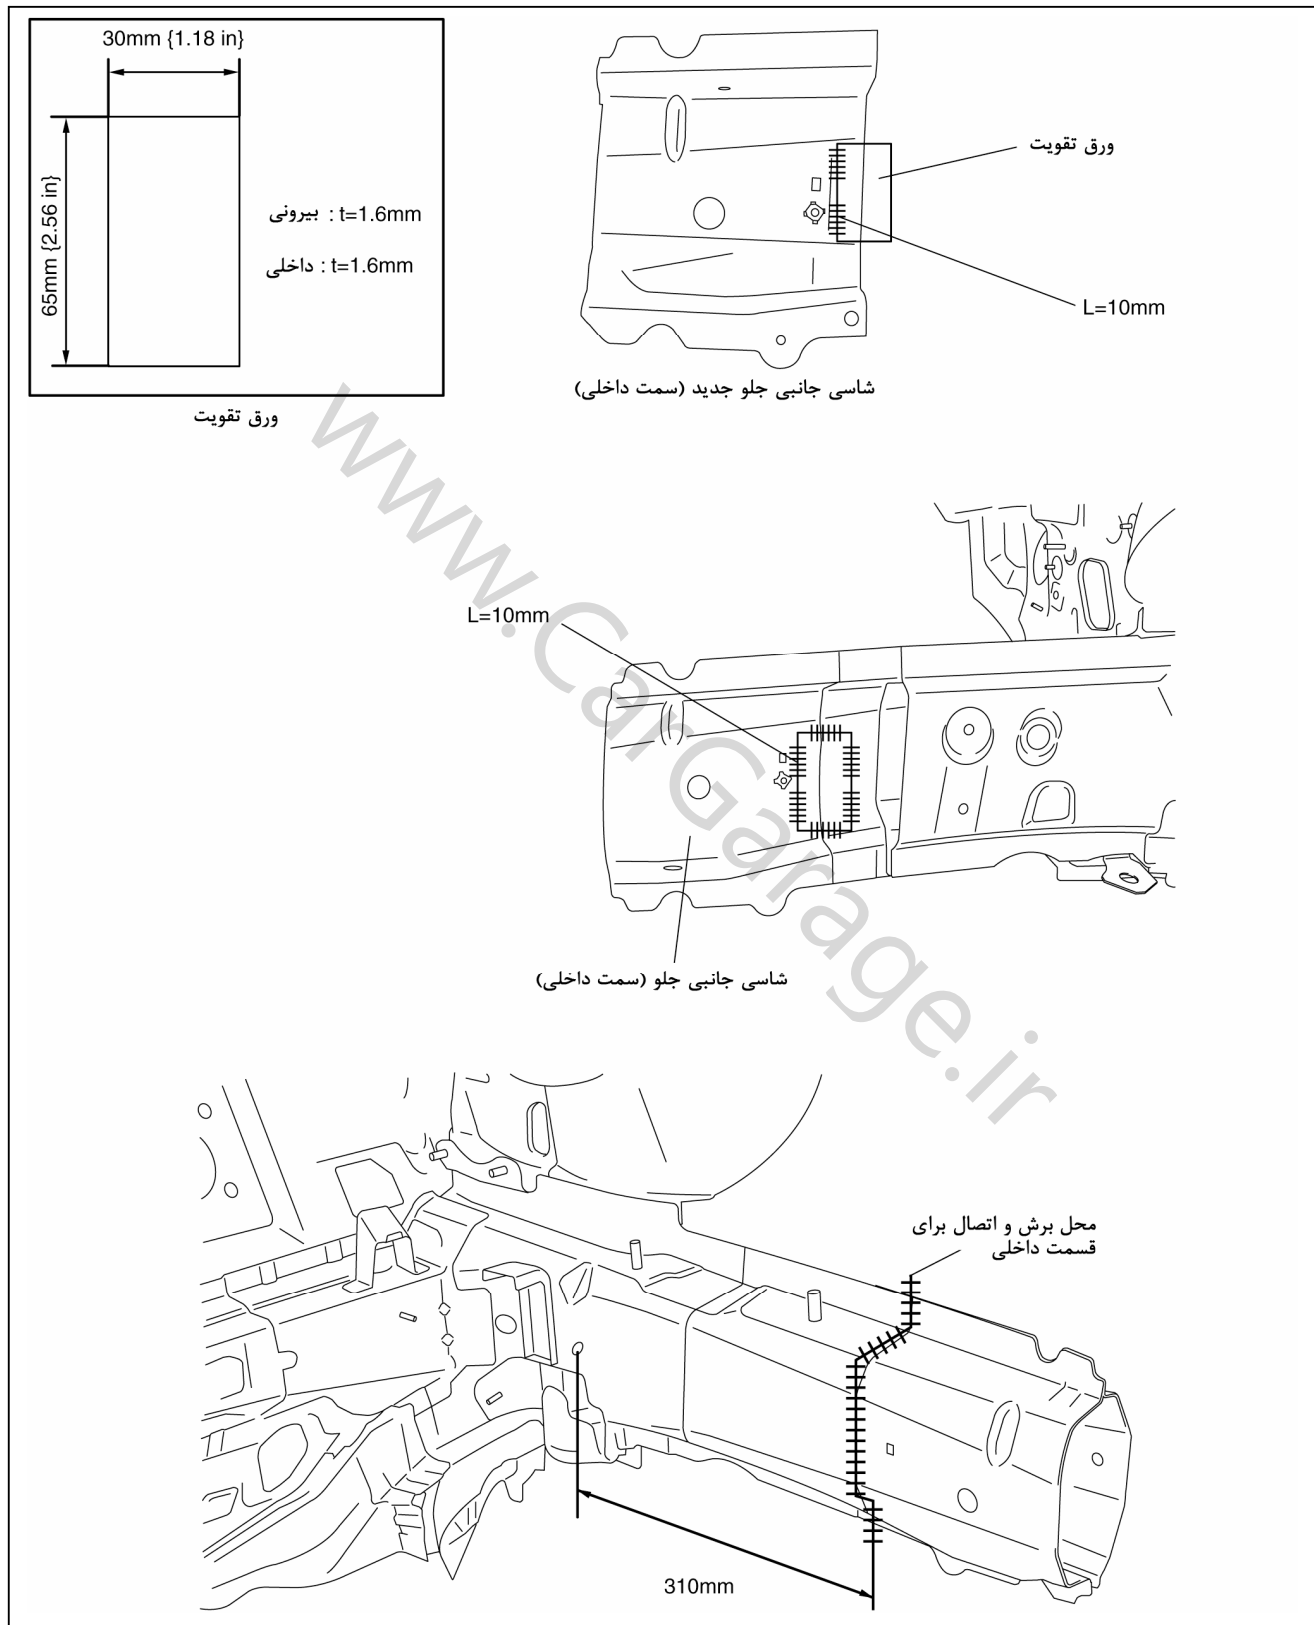 30mm {1.18 in}
65mm {2.56 in}
بیرونی : t=1.6mm
داخلی : t=1.6mm
ورق تقویت
ورق تقویت
L=10mm
شاسی جانبی جلو جدید (سمت داخلی)
L=10mm
شاسی جانبی جلو (سمت داخلی)
محل برش و اتصال برای
قسمت داخلی
310mm
www.CarGarage.ir